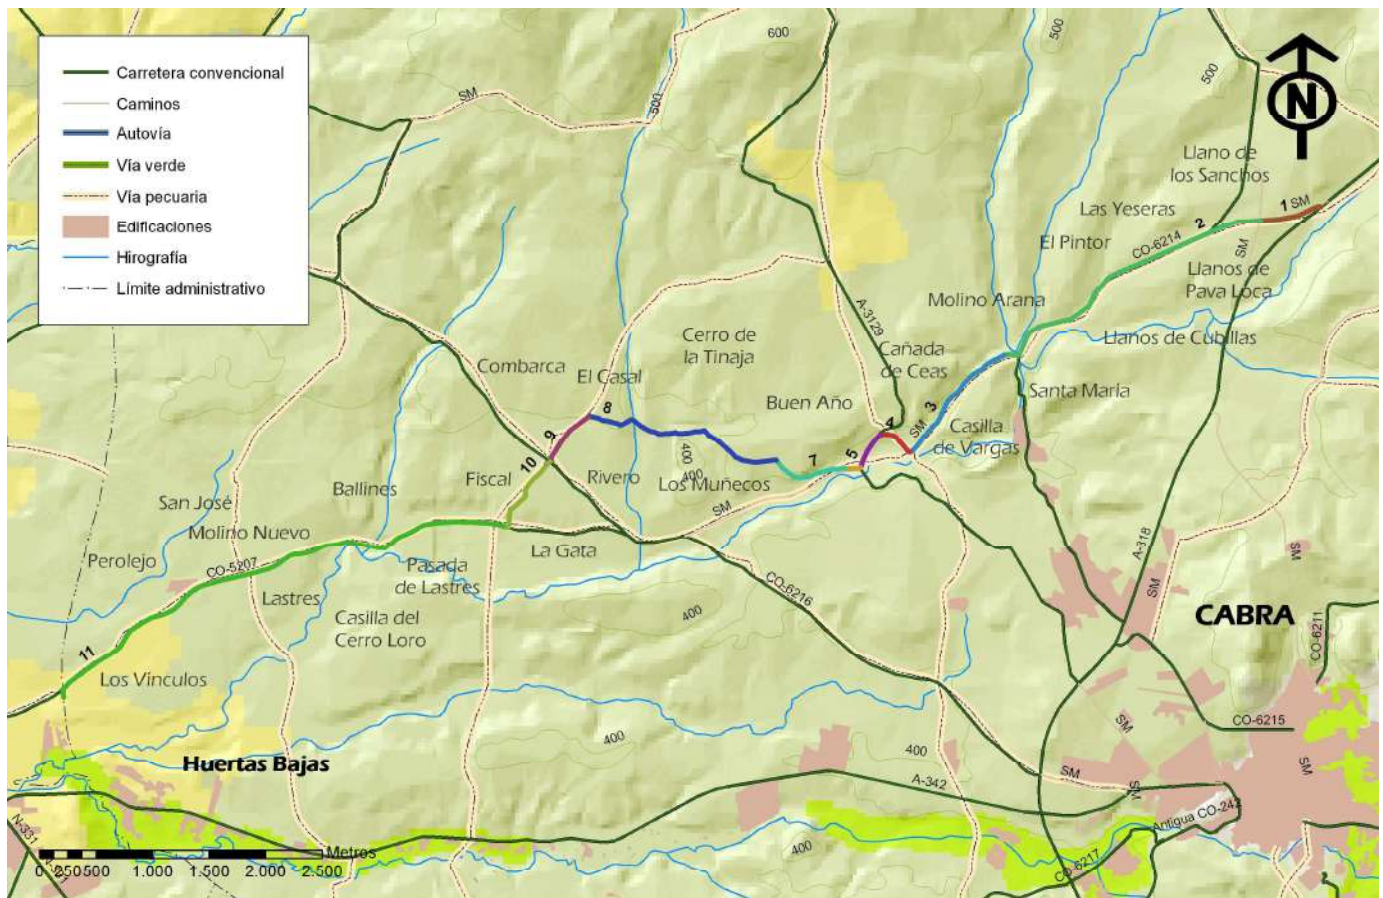 Carretera convencional
Caminos
Autovía
Vía verde
Vía pecuaria
Edificaciones
Hirografía
Límite administrativo
SM
600
500
500
500
N
Llano de
los Sanchos
Las Yeseras
2
1
SM
El Pintor
CO-6214
SM
Llanos de
Pava Loca
Molino Arana
A-3129
Cerro de
la Tinaja
Cañada
de Ceas
Llanos de Cubillas
Combarca
El Casal
Santa Maria
Buen Año
8
3
4
SM
Casilla
de Vargas
9
400
400
10
5
7
Fiscal
Rivero
Los Muñecos
Ballines
San José
SM
Molino Nuevo
La Gata
Perolejo
CO-5207
Pasada
de Lastres
Lastres
CO-6216
A-318
SM
SM
Casilla del
Cerro Loro
400
CABRA
CO-6211
11
Los Vinculos
SM
CO-6215
400
400
Huertas Bajas
SM
SM
SM
A-342
Antigua CO-242
N-331
400
CO-6217
Metros
0 250 500 1.000 1.500 2.000 2.500